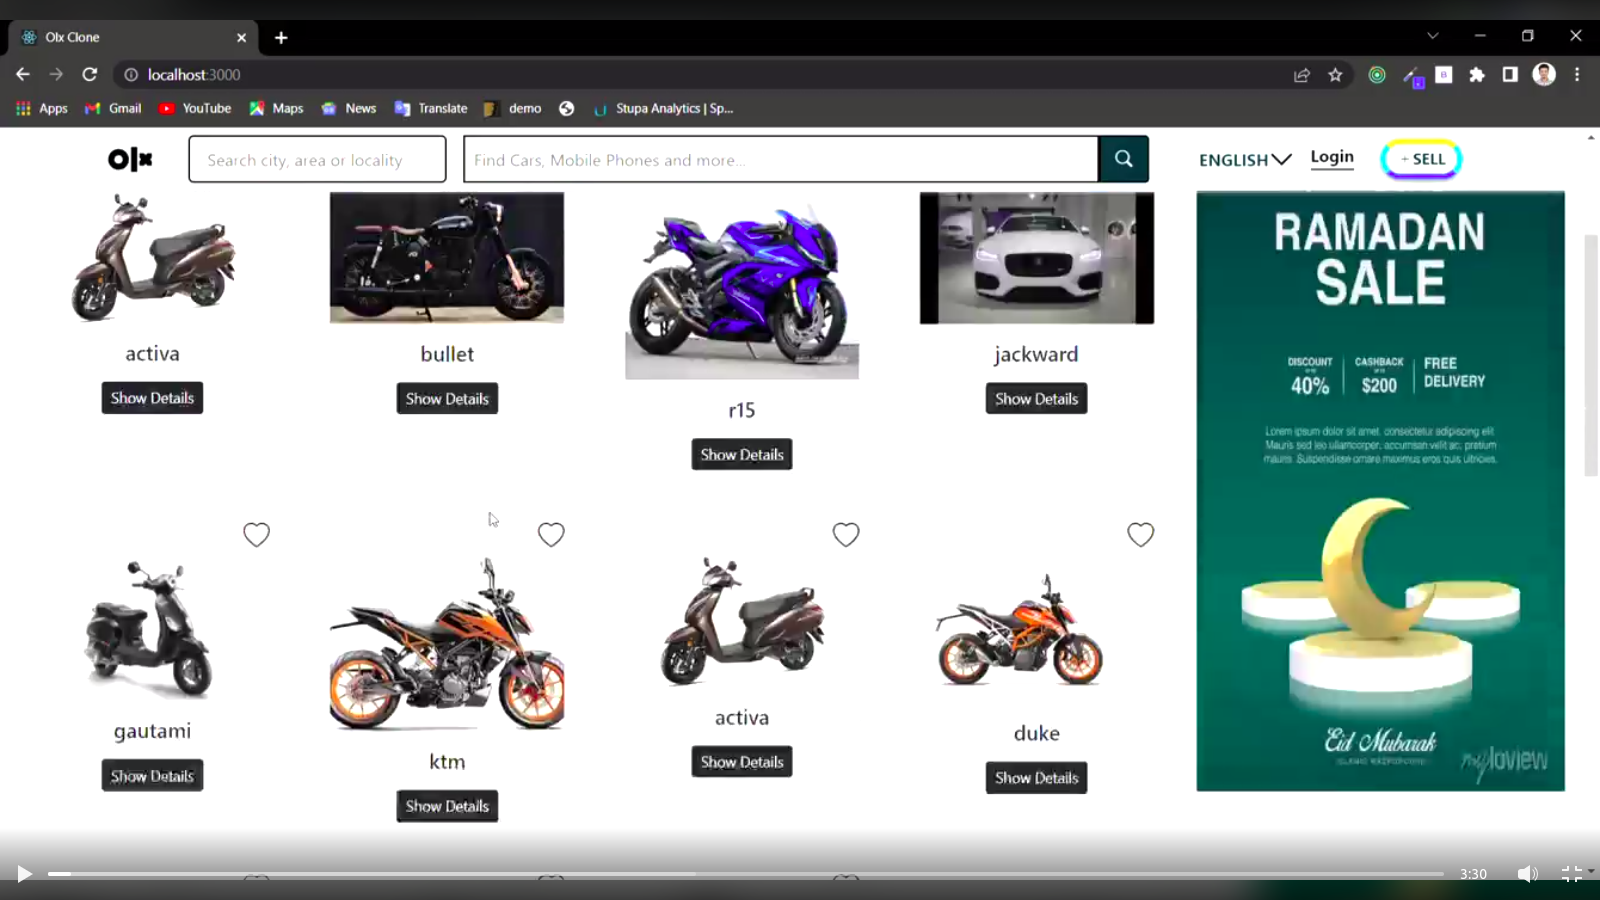 Olx Clone
localhost:3000
Apps
Gmail
YouTube
Maps
News
Translate
demo
Stupa Analytics | Sp...
olx
Search city, area or locality
Find Cars, Mobile Phones and more...
ENGLISH
Login
+ SELL
activa
Show Details
bullet
Show Details
r15
Show Details
jackward
Show Details
gautami
Show Details
ktm
Show Details
activa
Show Details
duke
Show Details
RAMADAN
SALE
DISCOUNT
40%
CASHBACK
$200
FREE
DELIVERY
Lorem ipsum dolor sit amet, consectetur adipiscing elit.
Mauris sed leo ullamcorper, accumsan velit ac, pretium
mauris. Suspendisse ornare maximus eros quis ultricies.
Eid Mubarak
ISLAMIC BACKGROUND
myloview
3:30